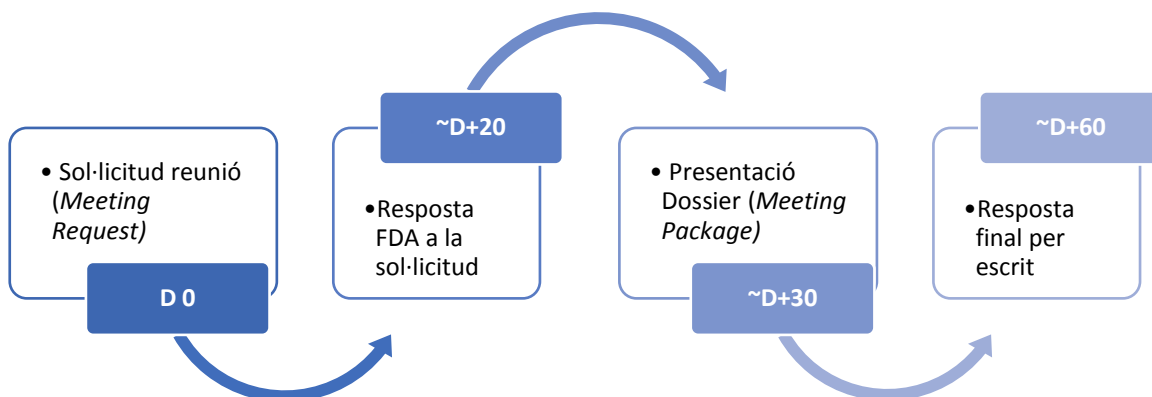 • Sol·licitud reunió
(Meeting
Request)
D 0
~D+20
•Resposta
FDA a la
sol·licitud
• Presentació
Dossier (Meeting
Package)
~D+30
~D+60
•Resposta
final per
escrit